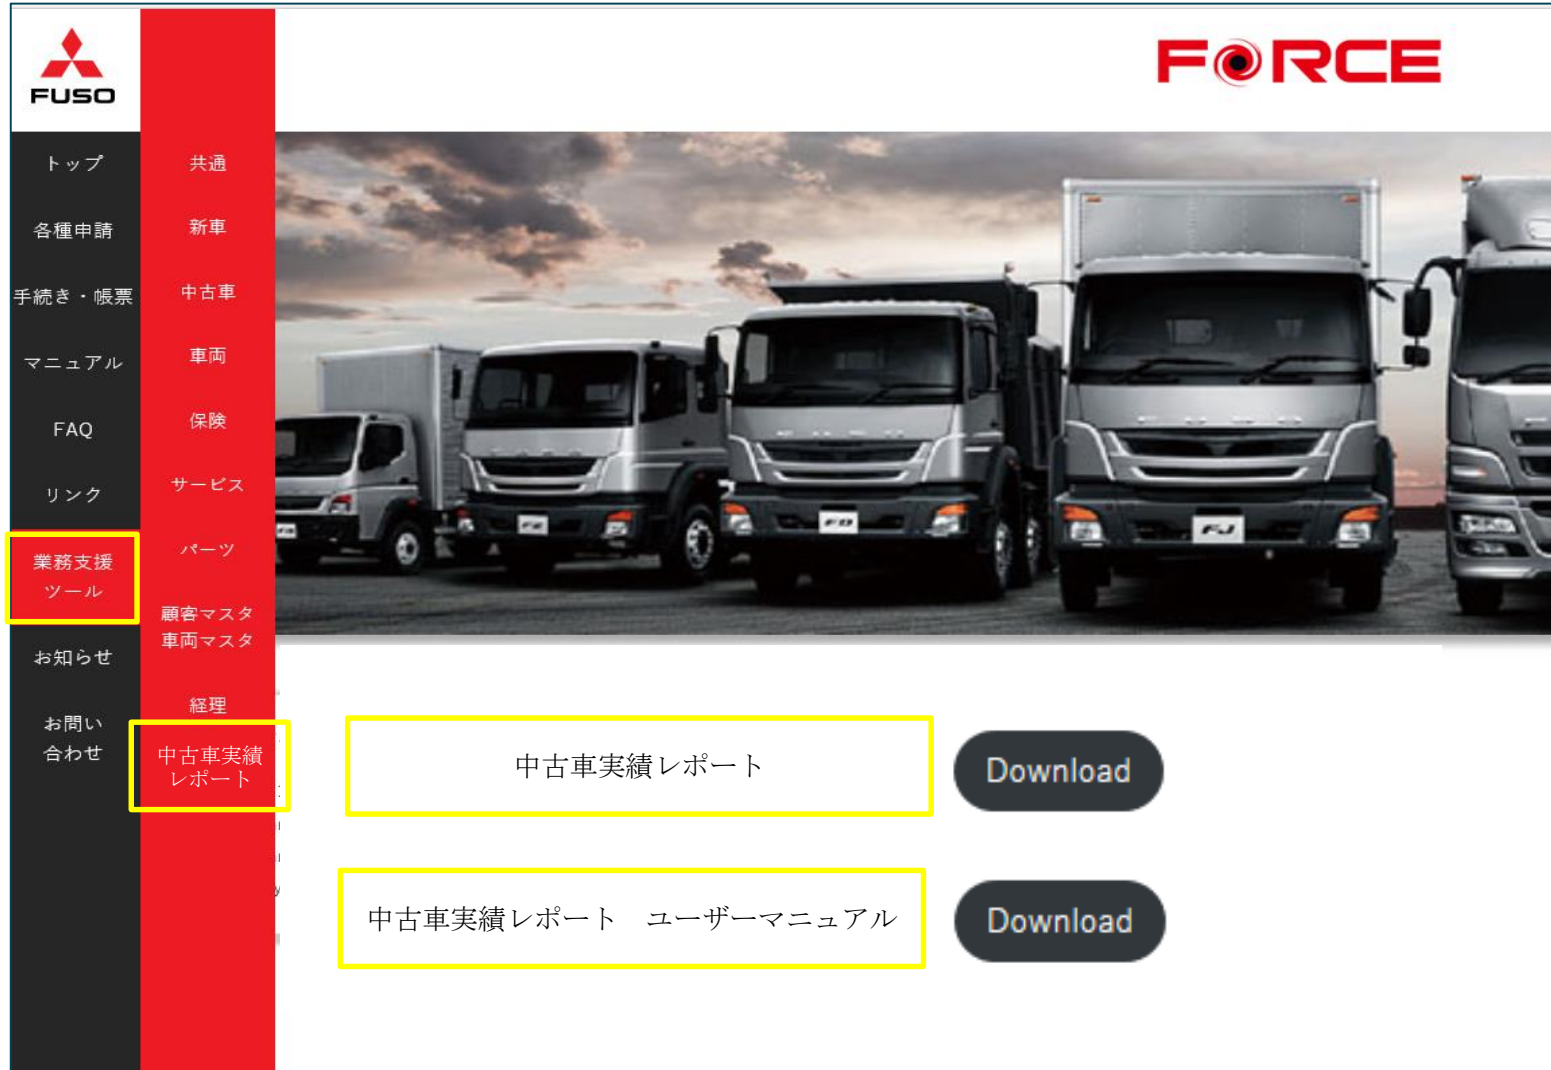 FUSO
FORCE
トップ
各種申請
手続き・帳票
マニュアル
FAQ
リンク
業務支援
ツール
お知らせ
お問い
合わせ
共通
新車
中古車
車両
保険
サービス
パーツ
顧客マスタ
車両マスタ
経理
中古車実績
レポート
FE
FD
FJ
中古車実績レポート
Download
中古車実績レポート　ユーザーマニュアル
Download